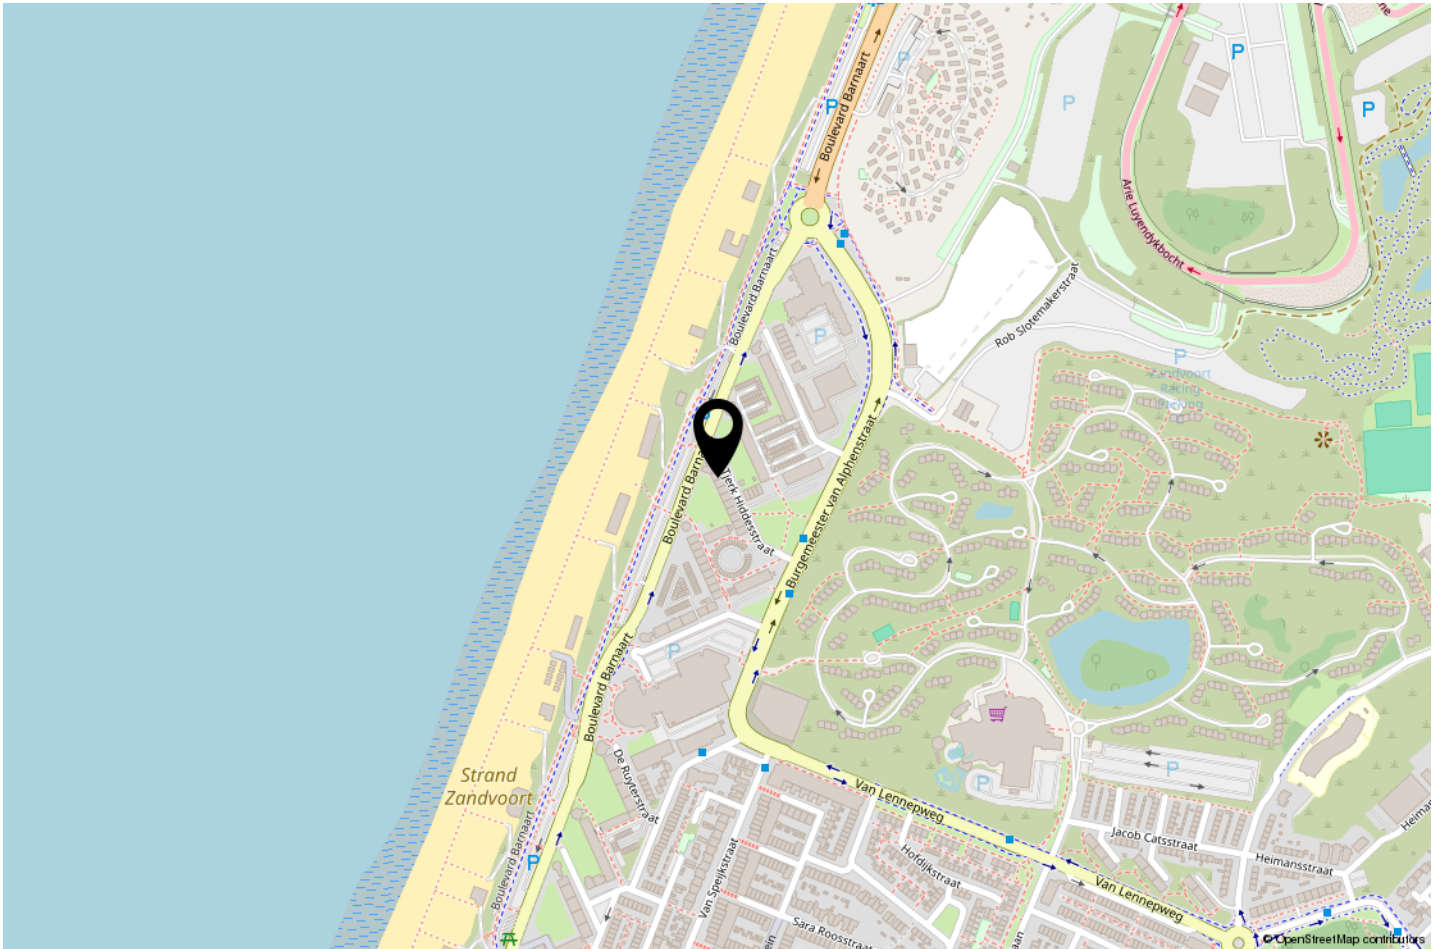 Boulevard Barnaart
P
P
P
P
P
Arie Luyendykbocht
Boulevard Barnaart
Rob Slotemakerstraat
P
P
Zandvoort
Racing
Parking
Boulevard Barnaart
Tjerk Hiddesstraat
Burgemeester van Alphenstraat
P
Boulevard Barnaart
De Ruyterstraat
Strand
Zandvoort
P
P
Van Lennepweg
Boulevard Barnaart
P
Van Speijkstraat
Hofdijkstraat
Jacob Catsstraat
Heimansstraat
Van Lennepweg
Sara Roosstraat
© OpenStreetMap contributors